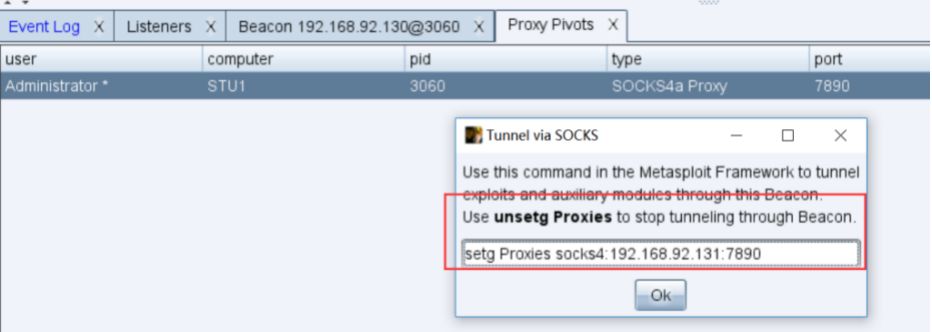 Event Log X Listeners X Beacon 192.168.92.130@3060 X Proxy Pivots X
user computer pid type port
Administrator * STU1 3060 SOCKS4a Proxy 7890
Tunnel via SOCKS
Use this command in the Metasploit Framework to tunnel
exploits and auxiliary modules through this Beacon.
Use unsetg Proxies to stop tunneling through Beacon.
setg Proxies socks4:192.168.92.131:7890
Ok